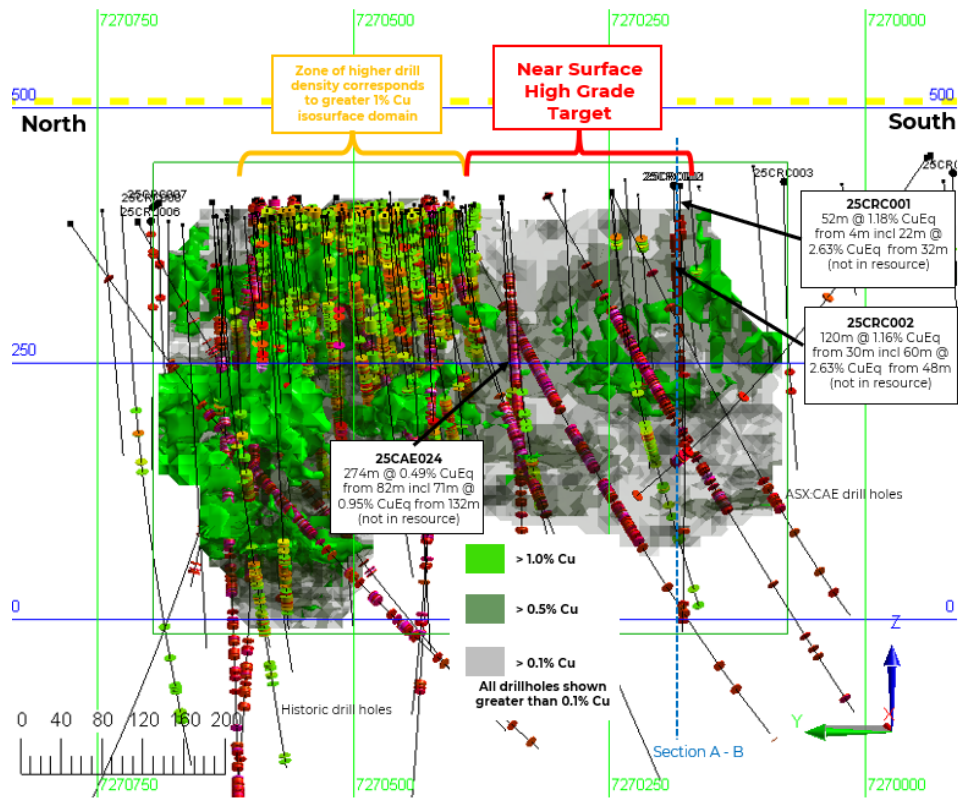 7270750
7270500
7270250
7270000
Zone of higher drill
density corresponds
to greater 1% Cu
isosurface domain
Near Surface
High Grade
Target
500
500
North
South
25CRC007
25CRC006
25CRC003
25CRC001
52m @ 1.18% CuEq
from 4m incl 22m @
2.63% CuEq from 32m
(not in resource)
25CRC002
120m @ 1.16% CuEq
from 30m incl 60m @
2.63% CuEq from 48m
(not in resource)
250
250
25CAE024
274m @ 0.49% CuEq
from 82m incl 71m @
0.95% CuEq from 132m
(not in resource)
ASX:CAE drill holes
> 1.0% Cu
> 0.5% Cu
> 0.1% Cu
All drillholes shown
greater than 0.1% Cu
0
0
Z
Y
X
Historic drill holes
0 40 80 120 160 200
Section A - B
7270750
7270500
7270250
7270000